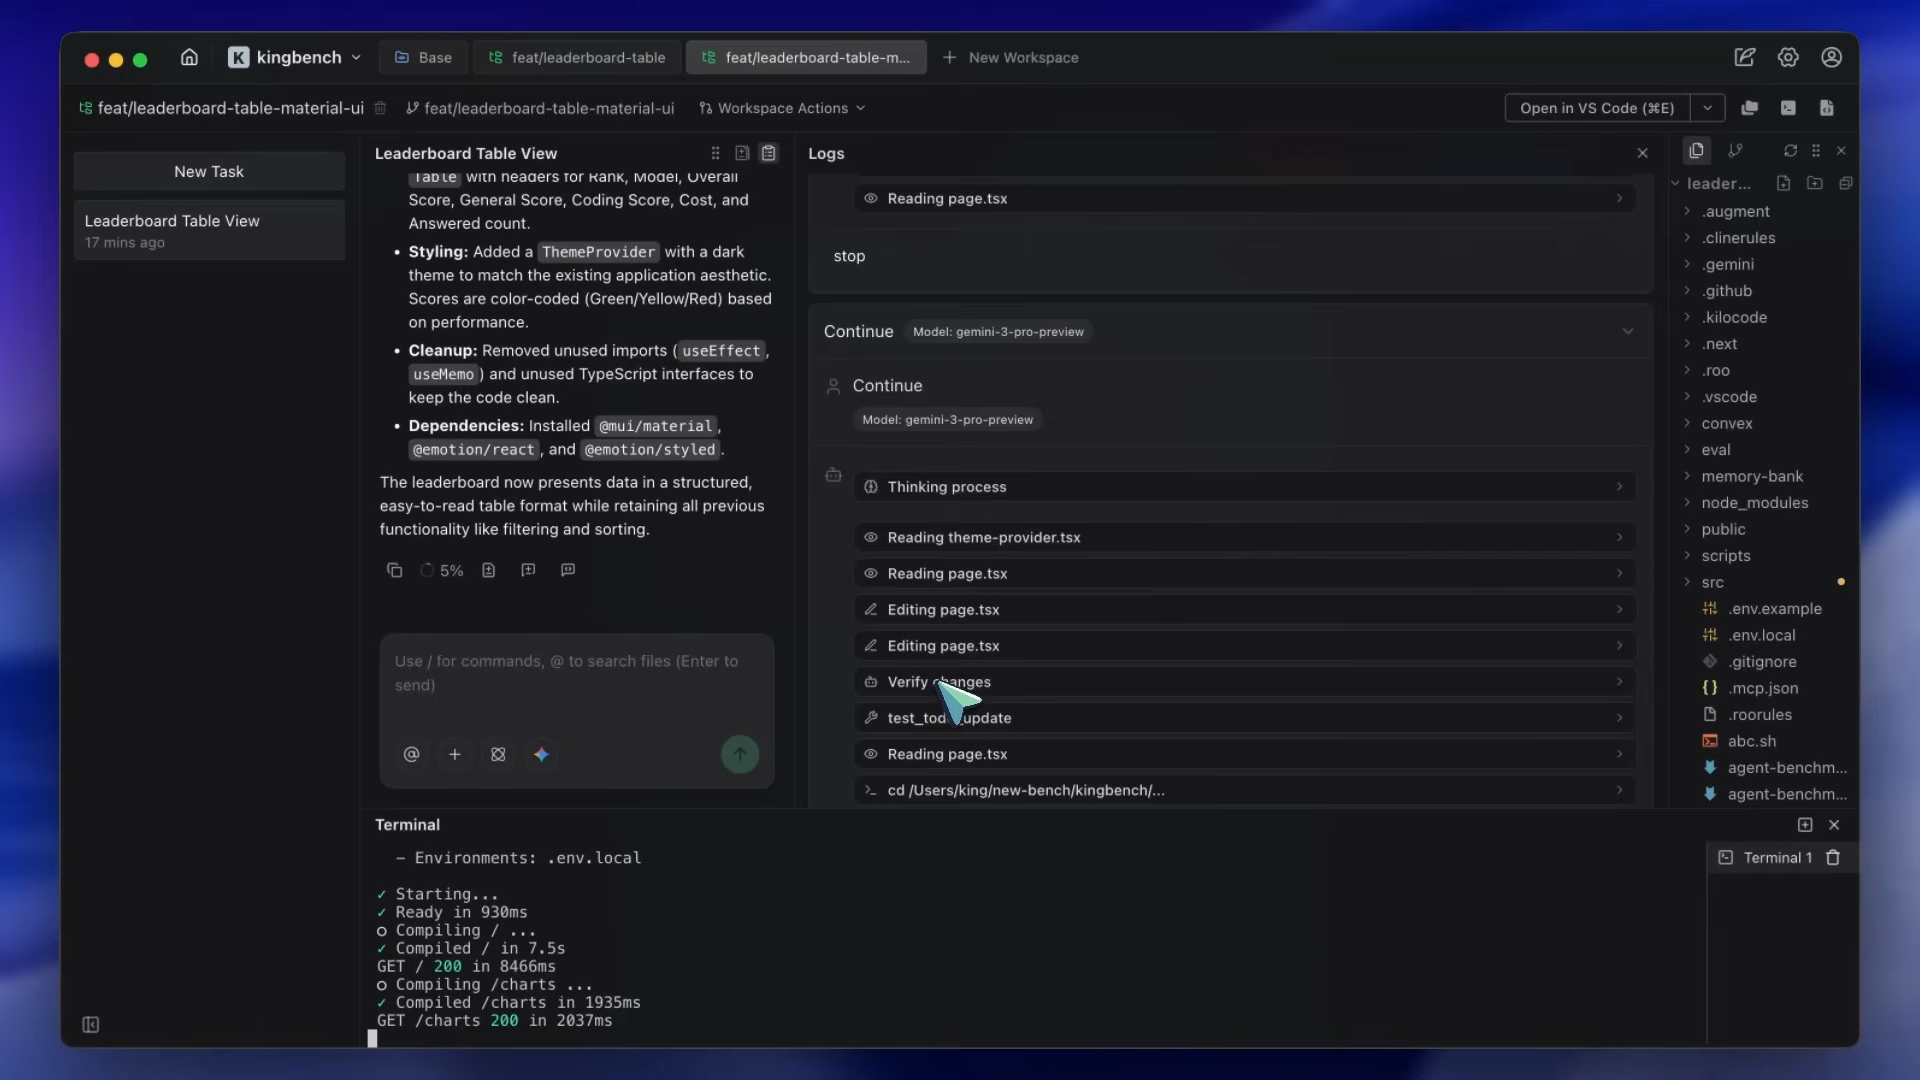 K kingbench
Base
feat/leaderboard-table
feat/leaderboard-table-m...
New Workspace
feat/leaderboard-table-material-ui
feat/leaderboard-table-material-ui
Workspace Actions
Open in VS Code (⌘E)
New Task
Leaderboard Table View
17 mins ago
Leaderboard Table View
Table with headers for Rank, Model, Overall
Score, General Score, Coding Score, Cost, and
Answered count.
• Styling: Added a ThemeProvider with a dark
theme to match the existing application aesthetic.
Scores are color-coded (Green/Yellow/Red) based
on performance.
• Cleanup: Removed unused imports (useEffect,
useMemo) and unused TypeScript interfaces to
keep the code clean.
• Dependencies: Installed @mui/material,
@emotion/react, and @emotion/styled.
The leaderboard now presents data in a structured,
easy-to-read table format while retaining all previous
functionality like filtering and sorting.
5%
Use / for commands, @ to search files (Enter to
send)
Logs
Reading page.tsx
stop
Continue
Model: gemini-3-pro-preview
Continue
Model: gemini-3-pro-preview
Thinking process
Reading theme-provider.tsx
Reading page.tsx
Editing page.tsx
Editing page.tsx
Verify changes
test_todo_update
Reading page.tsx
cd /Users/king/new-bench/kingbench/...
leader...
.augment
.clinerules
.gemini
.github
.kilocode
.next
.roo
.vscode
convex
eval
memory-bank
node_modules
public
scripts
src
.env.example
.env.local
.gitignore
.mcp.json
.roorules
abc.sh
agent-benchm...
agent-benchm...
Terminal
– Environments: .env.local
✓ Starting...
✓ Ready in 930ms
○ Compiling / ...
✓ Compiled / in 7.5s
GET / 200 in 8466ms
○ Compiling /charts ...
✓ Compiled /charts in 1935ms
GET /charts 200 in 2037ms
Terminal 1